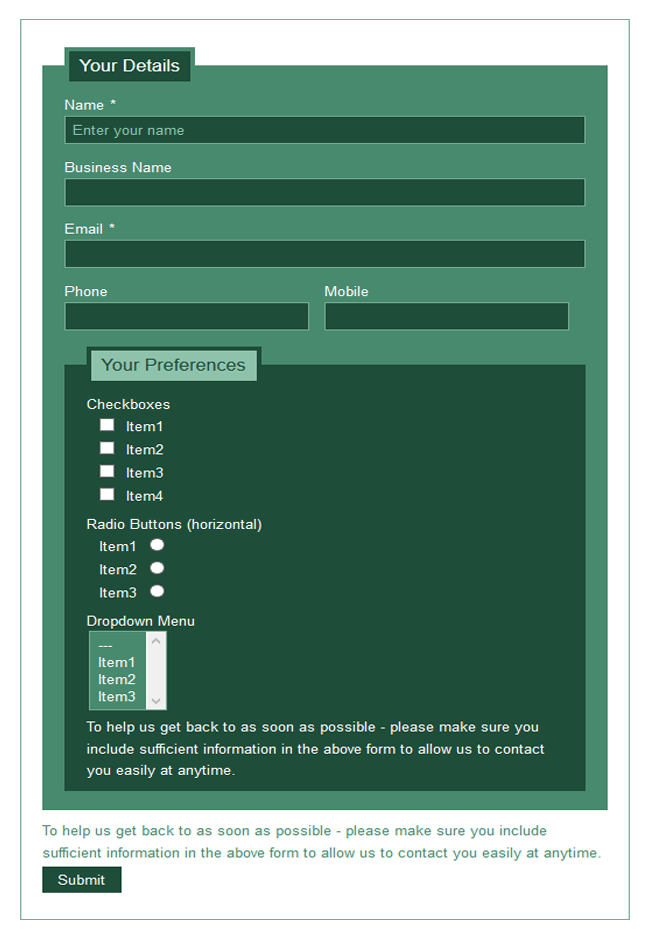 Your Details
Name *
Enter your name
Business Name
Email *
Phone Mobile
Your Preferences
Checkboxes
Item1
Item2
Item3
Item4
Radio Buttons (horizontal)
Item1
Item2
Item3
Dropdown Menu
---
Item1
Item2
Item3
To help us get back to as soon as possible - please make sure you
include sufficient information in the above form to allow us to contact
you easily at anytime.
To help us get back to as soon as possible - please make sure you include
sufficient information in the above form to allow us to contact you easily at anytime.
Submit